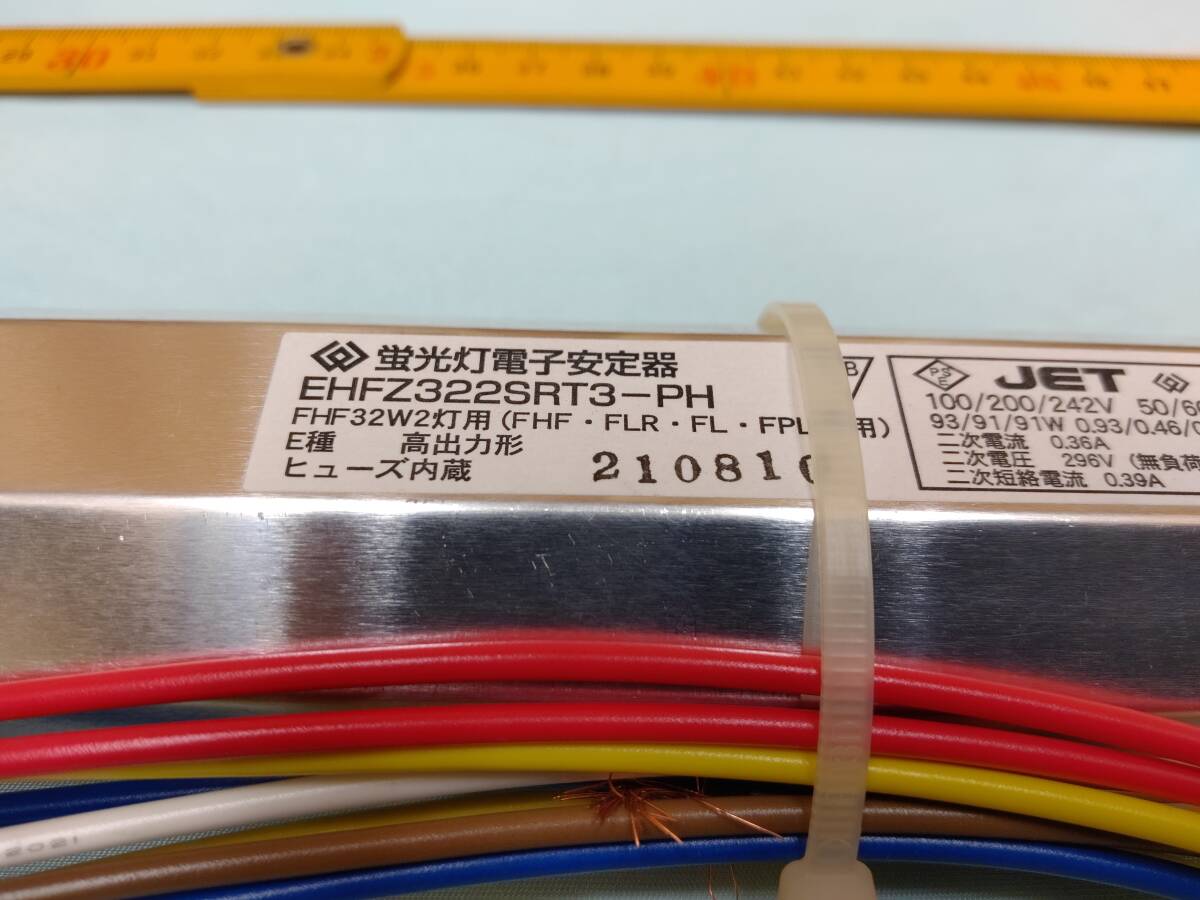 蛍光灯電子安定器
EHFZ322SRT3-PH
FHF32W2灯用(FHF・FLR・FL・FPL 用)
E種 高出力形
ヒューズ内蔵 21081
B
PS
E
JET
100/200/242V 50/6
93/91/91W 0.93/0.46/0
二次電流 0.36A
二次電圧 296V (無負荷
二次短絡電流 0.39A